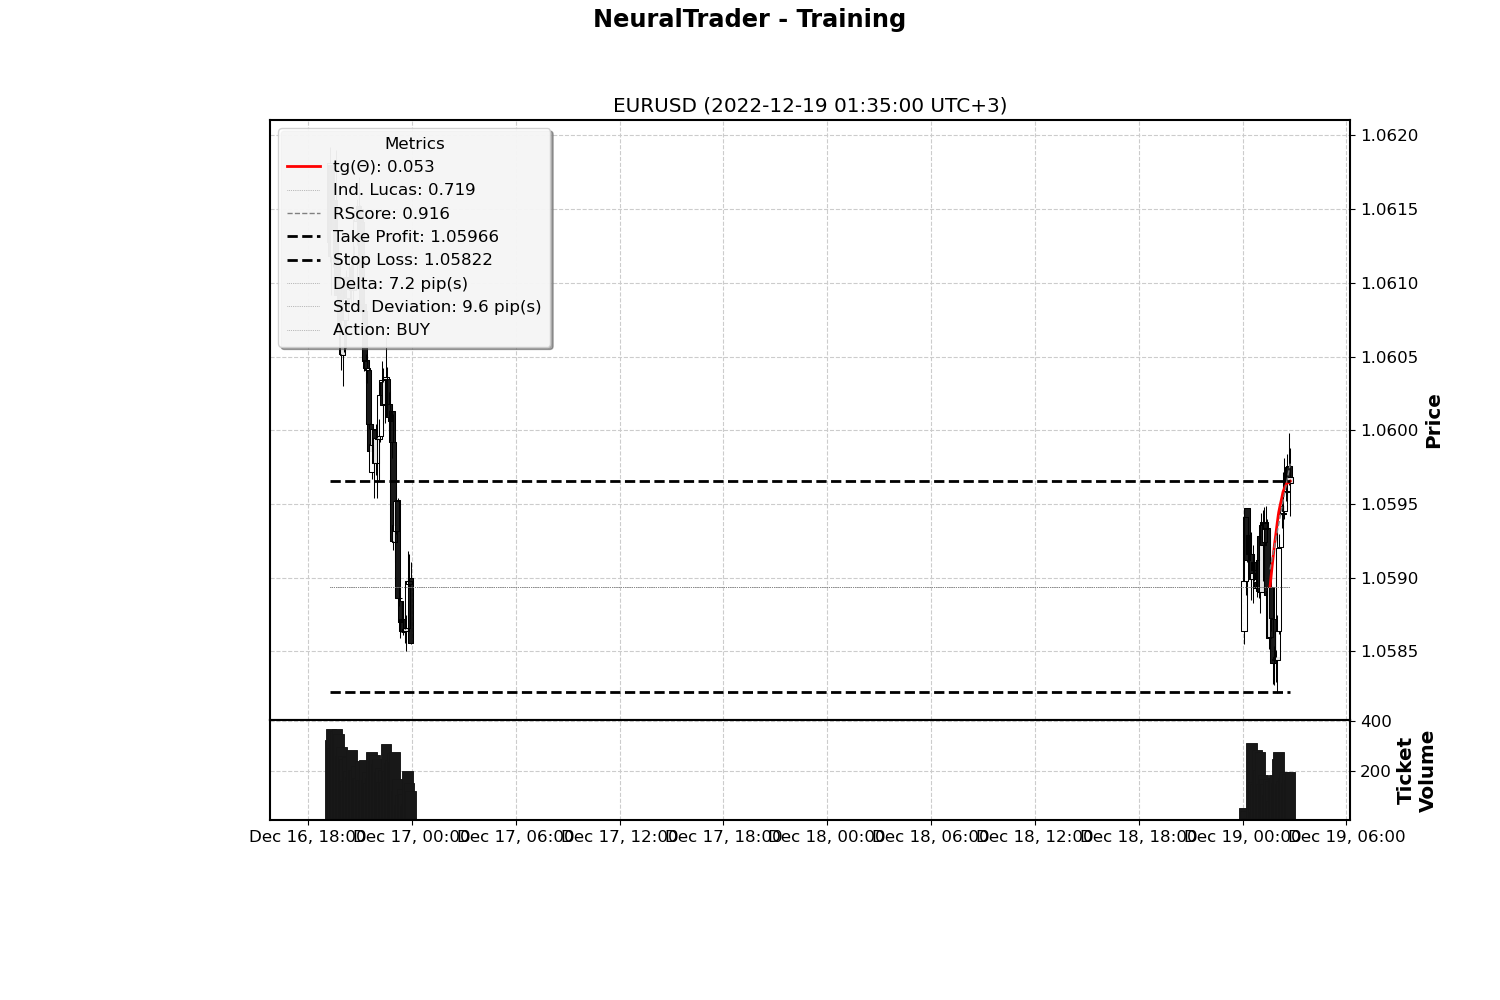 NeuralTrader - Training
EURUSD (2022-12-19 01:35:00 UTC+3)
Metrics
tg(Θ): 0.053
Ind. Lucas: 0.719
RScore: 0.916
Take Profit: 1.05966
Stop Loss: 1.05822
Delta: 7.2 pip(s)
Std. Deviation: 9.6 pip(s)
Action: BUY
1.0620
1.0615
1.0610
1.0605
1.0600
1.0595
1.0590
1.0585
Price
400
200
Ticket
Volume
Dec 16, 18:00
Dec 17, 00:00
Dec 17, 06:00
Dec 17, 12:00
Dec 17, 18:00
Dec 18, 00:00
Dec 18, 06:00
Dec 18, 12:00
Dec 18, 18:00
Dec 19, 00:00
Dec 19, 06:00